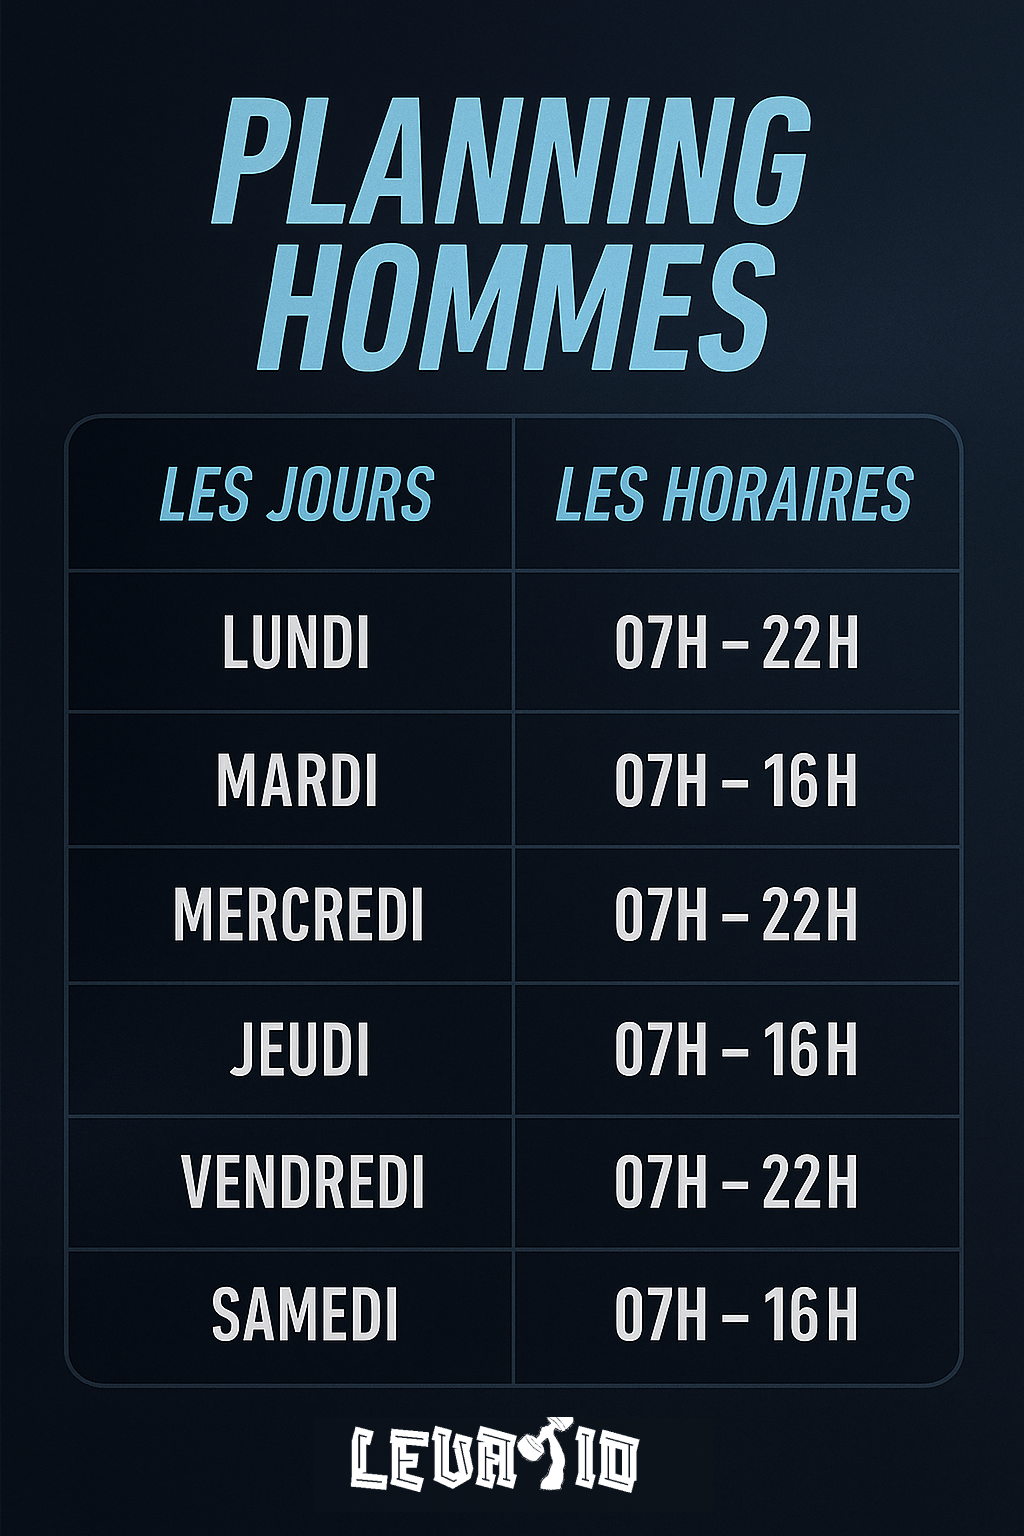 PLANNING
HOMMES
LES JOURS LES HORAIRES
LUNDI 07H – 22H
MARDI 07H – 16H
MERCREDI 07H – 22H
JEUDI 07H – 16H
VENDREDI 07H – 22H
SAMEDI 07H – 16H